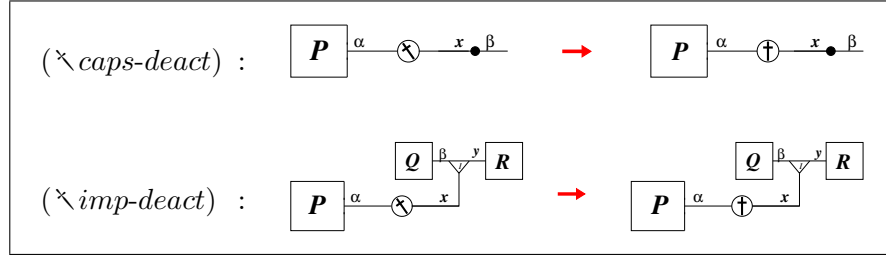 († caps-deact) : P α † x β P α † x β
Q β y R Q β y R
(† imp-deact) : P α † x P α † x